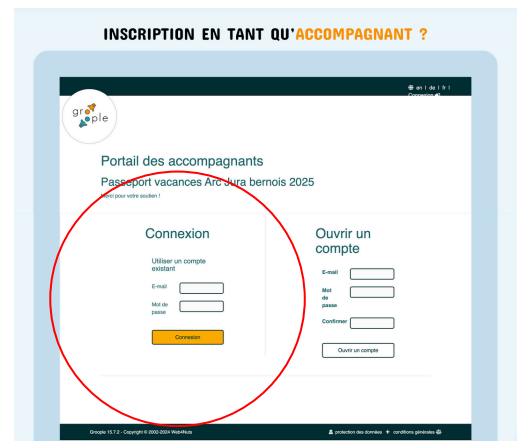 INSCRIPTION EN TANT QU'ACCOMPAGNANT ?
en | de | fr |
Connexion
groople
Portail des accompagnants
Passeport vacances Arc Jura bernois 2025
Merci pour votre soutien !
Connexion
Utiliser un compte
existant
E-mail
Mot de
passe
Connexion
Ouvrir un
compte
E-mail
Mot
de
passe
Confirmer
Ouvrir un compte
Groople 15.7.2 - Copyright © 2002-2024 Web4Nuts
protection des données
conditions générales